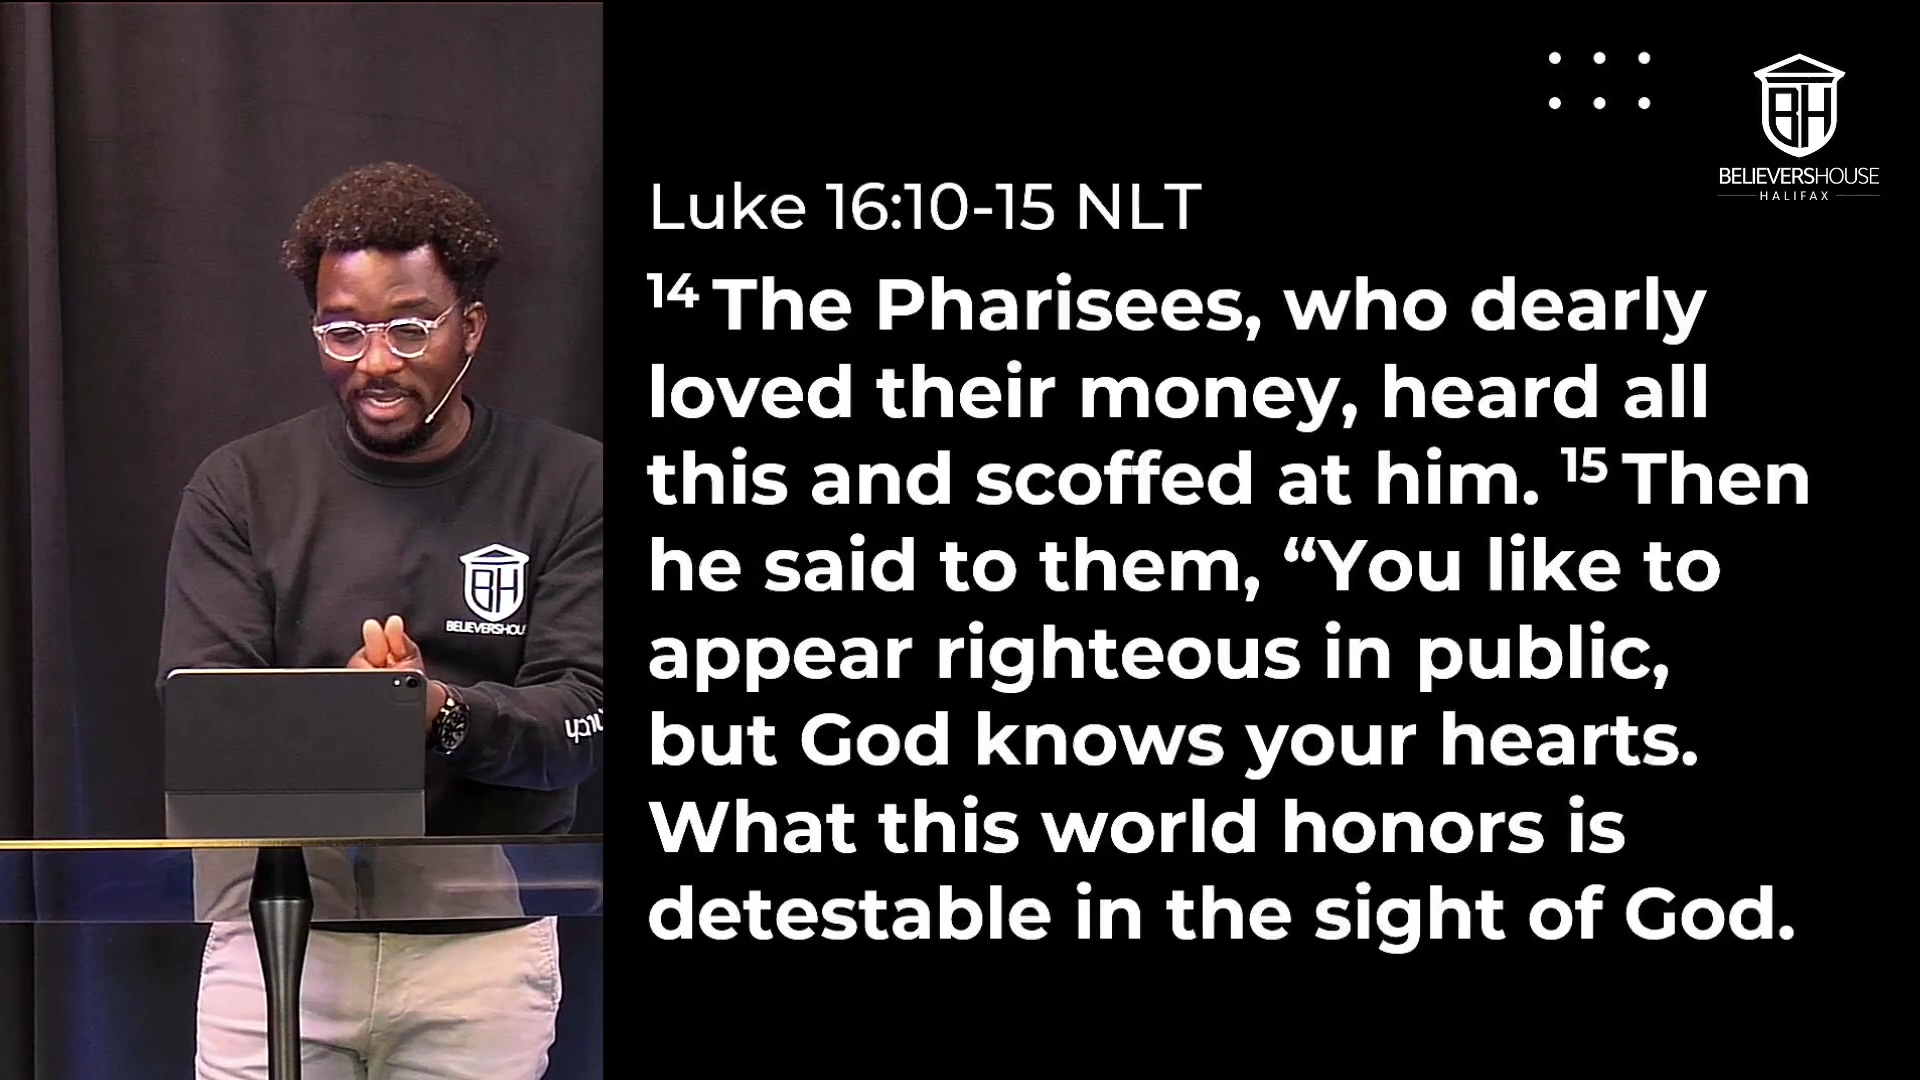 BH
BELIEVERSHOUSE
HALIFAX
Luke 16:10-15 NLT
14 The Pharisees, who dearly
loved their money, heard all
this and scoffed at him. 15 Then
he said to them, “You like to
appear righteous in public,
but God knows your hearts.
What this world honors is
detestable in the sight of God.
BH
BELIEVERSHOU